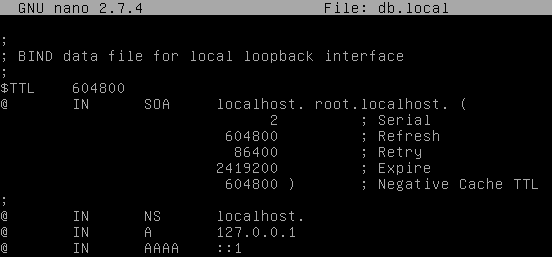 GNU nano 2.7.4 File: db.local
;
; BIND data file for local loopback interface
;
$TTL 604800
@ IN SOA localhost. root.localhost. (
2 ; Serial
604800 ; Refresh
86400 ; Retry
2419200 ; Expire
604800 ) ; Negative Cache TTL
;
@ IN NS localhost.
@ IN A 127.0.0.1
@ IN AAAA ::1